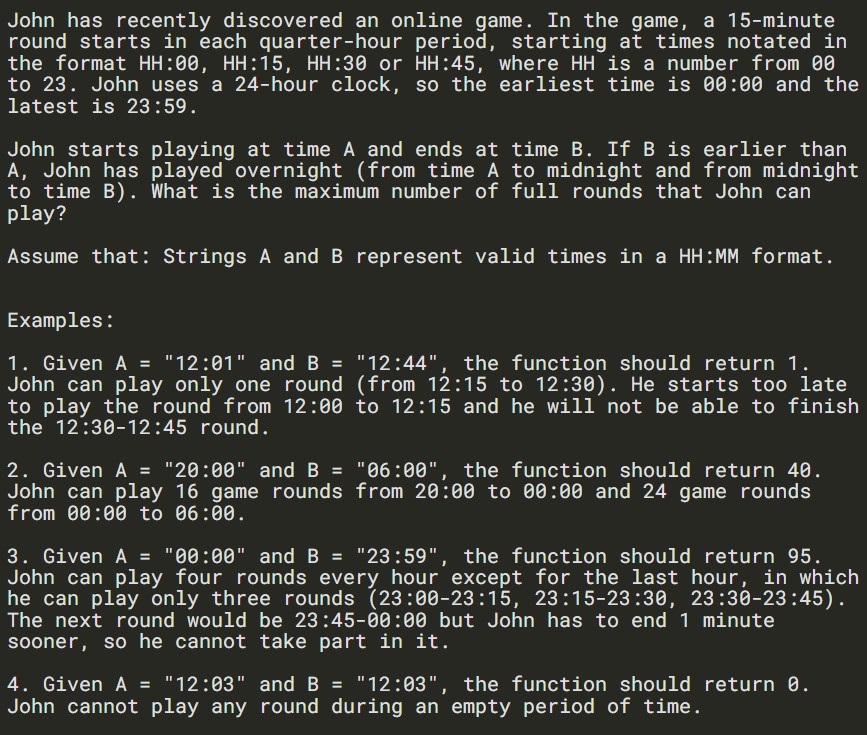 John has recently discovered an online game. In the game, a 15-minute
round starts in each quarter-hour period, starting at times notated in
the format HH:00, HH:15, HH:30 or HH:45, where HH is a number from 00
to 23. John uses a 24-hour clock, so the earliest time is 00:00 and the
latest is 23:59.
John starts playing at time A and ends at time B. If B is earlier than
A, John has played overnight (from time A to midnight and from midnight
to time B). What is the maximum number of full rounds that John can
play?
Assume that: Strings A and B represent valid times in a HH:MM format.
Examples:
1. Given A = "12:01" and B = "12:44", the function should return 1.
John can play only one round (from 12:15 to 12:30). He starts too late
to play the round from 12:00 to 12:15 and he will not be able to finish
the 12:30-12:45 round.
2. Given A = "20:00" and B = "06:00", the function should return 40.
John can play 16 game rounds from 20:00 to 00:00 and 24 game rounds
from 00:00 to 06:00.
3. Given A = "00:00" and B = "23:59", the function should return 95.
John can play four rounds every hour except for the last hour, in which
he can play only three rounds (23:00-23:15, 23:15-23:30, 23:30-23:45).
The next round would be 23:45-00:00 but John has to end 1 minute
sooner, so he cannot take part in it.
4. Given A = "12:03" and B = "12:03", the function should return 0.
John cannot play any round during an empty period of time.